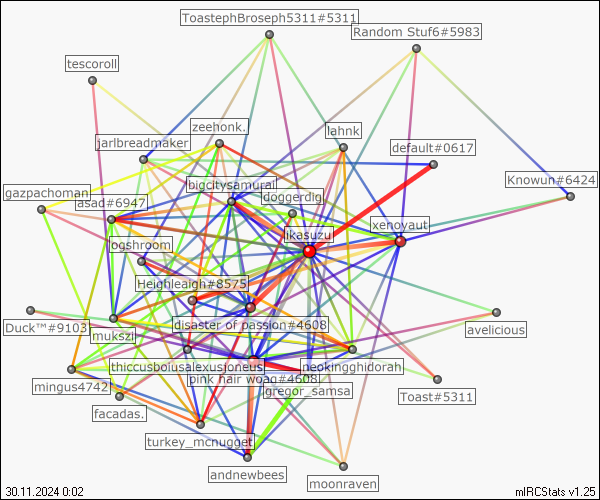 ToastephBroseph5311#5311
Random Stuf6#5983
tescoroll
zeehonk.
lahnk
jarlbreadmaker
default#0617
Knowun#6424
bigcitysamurai
gazpachoman
asad#6947
doggerdigi
xenovaut
ikasuzu
logshroom
Heighleaigh#8575
Duck™#9103
mukszi
disaster of passion#4608
avelicious
thiccusbolusalexusjoneus
neokingghidorah
pink hair woag#4608
mingus4742
gregor_samsa
Toast#5311
facadas.
turkey_mcnugget
andnewbees
moonraven
30.11.2024 0:02
mIRCStats v1.25